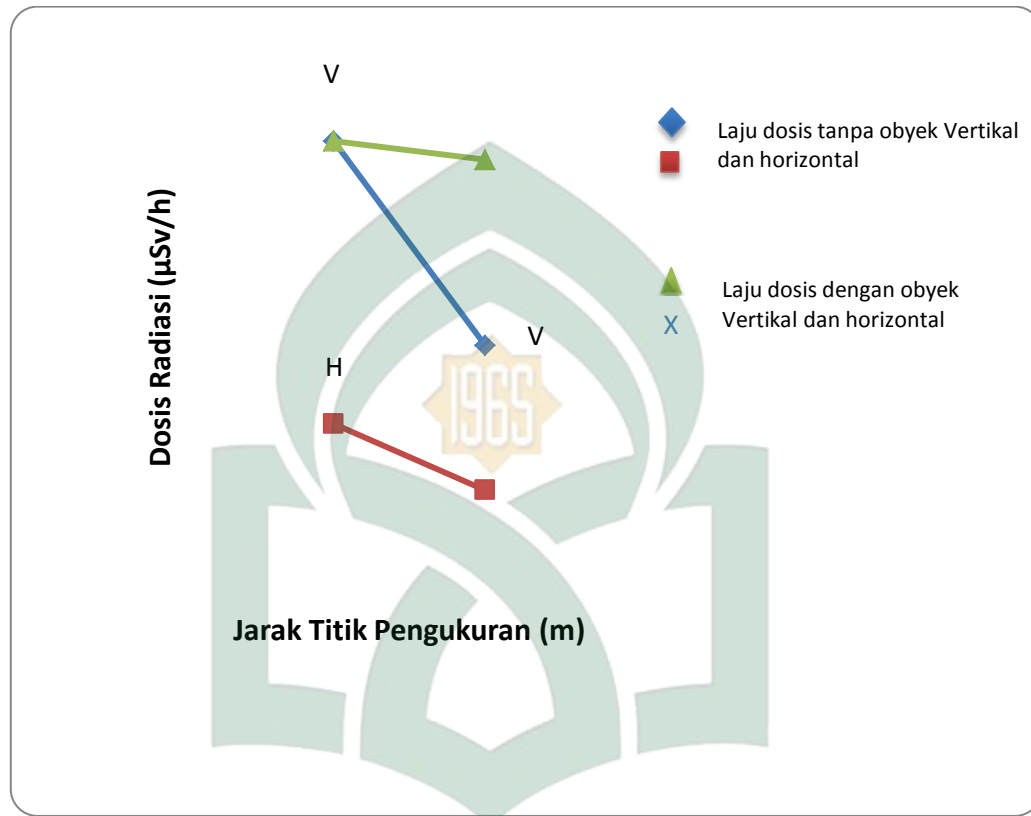 V
Laju dosis tanpa obyek Vertikal
dan horizontal
Dosis Radiasi (µSv/h)
Laju dosis dengan obyek
X Vertikal dan horizontal
V
H
1965
Jarak Titik Pengukuran (m)